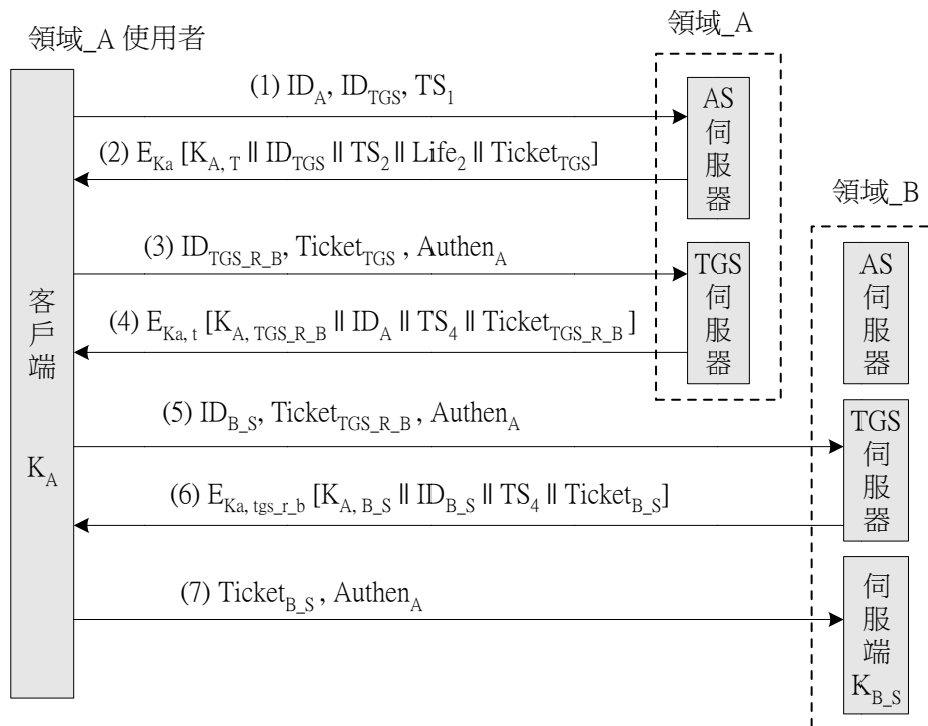 領域_A 使用者
領域_A
(1) ID_A, ID_TGS, TS_1
AS
伺
服
器
(2) E_Ka [K_A, T || ID_TGS || TS_2 || Life_2 || Ticket_TGS]
領域_B
(3) ID_TGS_R_B, Ticket_TGS , Authen_A
TGS
伺
服
器
AS
伺
服
器
(4) E_Ka, t [K_A, TGS_R_B || ID_A || TS_4 || Ticket_TGS_R_B ]
客
戶
端
K_A
(5) ID_B_S, Ticket_TGS_R_B , Authen_A
TGS
伺
服
器
(6) E_Ka, tgs_r_b [K_A, B_S || ID_B_S || TS_4 || Ticket_B_S]
(7) Ticket_B_S , Authen_A
伺
服
端
K_B_S